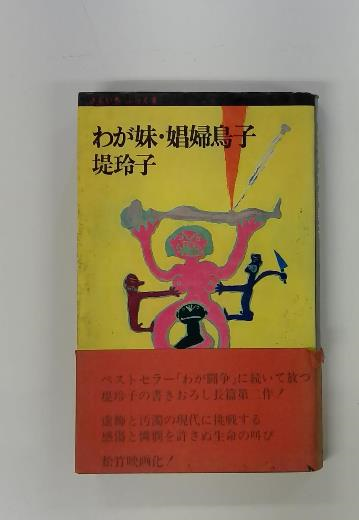 わが妹・娼婦鳥子
堤玲子
ベストセラー「わが闘争」に続いて放つ
堤玲子の書きおろし長篇第二作!
虚飾と汚濁の現代に挑戦する
感傷と憐憫を許さぬ生命の叫び
松竹映画化!